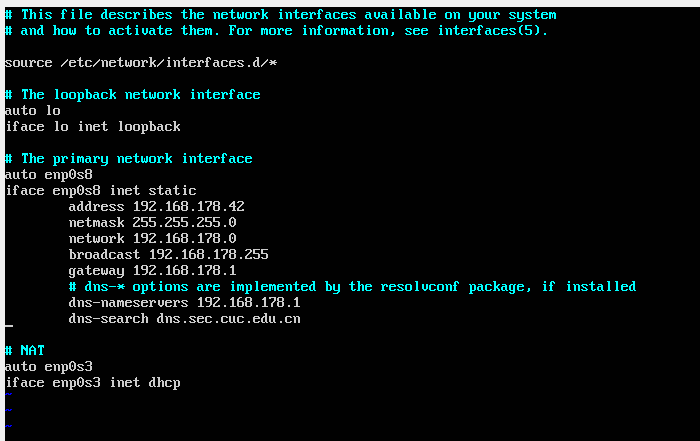 # This file describes the network interfaces available on your system
# and how to activate them. For more information, see interfaces(5).
source /etc/network/interfaces.d/*
# The loopback network interface
auto lo
iface lo inet loopback
# The primary network interface
auto enp0s8
iface enp0s8 inet static
address 192.168.178.42
netmask 255.255.255.0
network 192.168.178.0
broadcast 192.168.178.255
gateway 192.168.178.1
# dns-* options are implemented by the resolvconf package, if installed
dns-nameservers 192.168.178.1
dns-search dns.sec.cuc.edu.cn
# NAT
auto enp0s3
iface enp0s3 inet dhcp
~
~
~